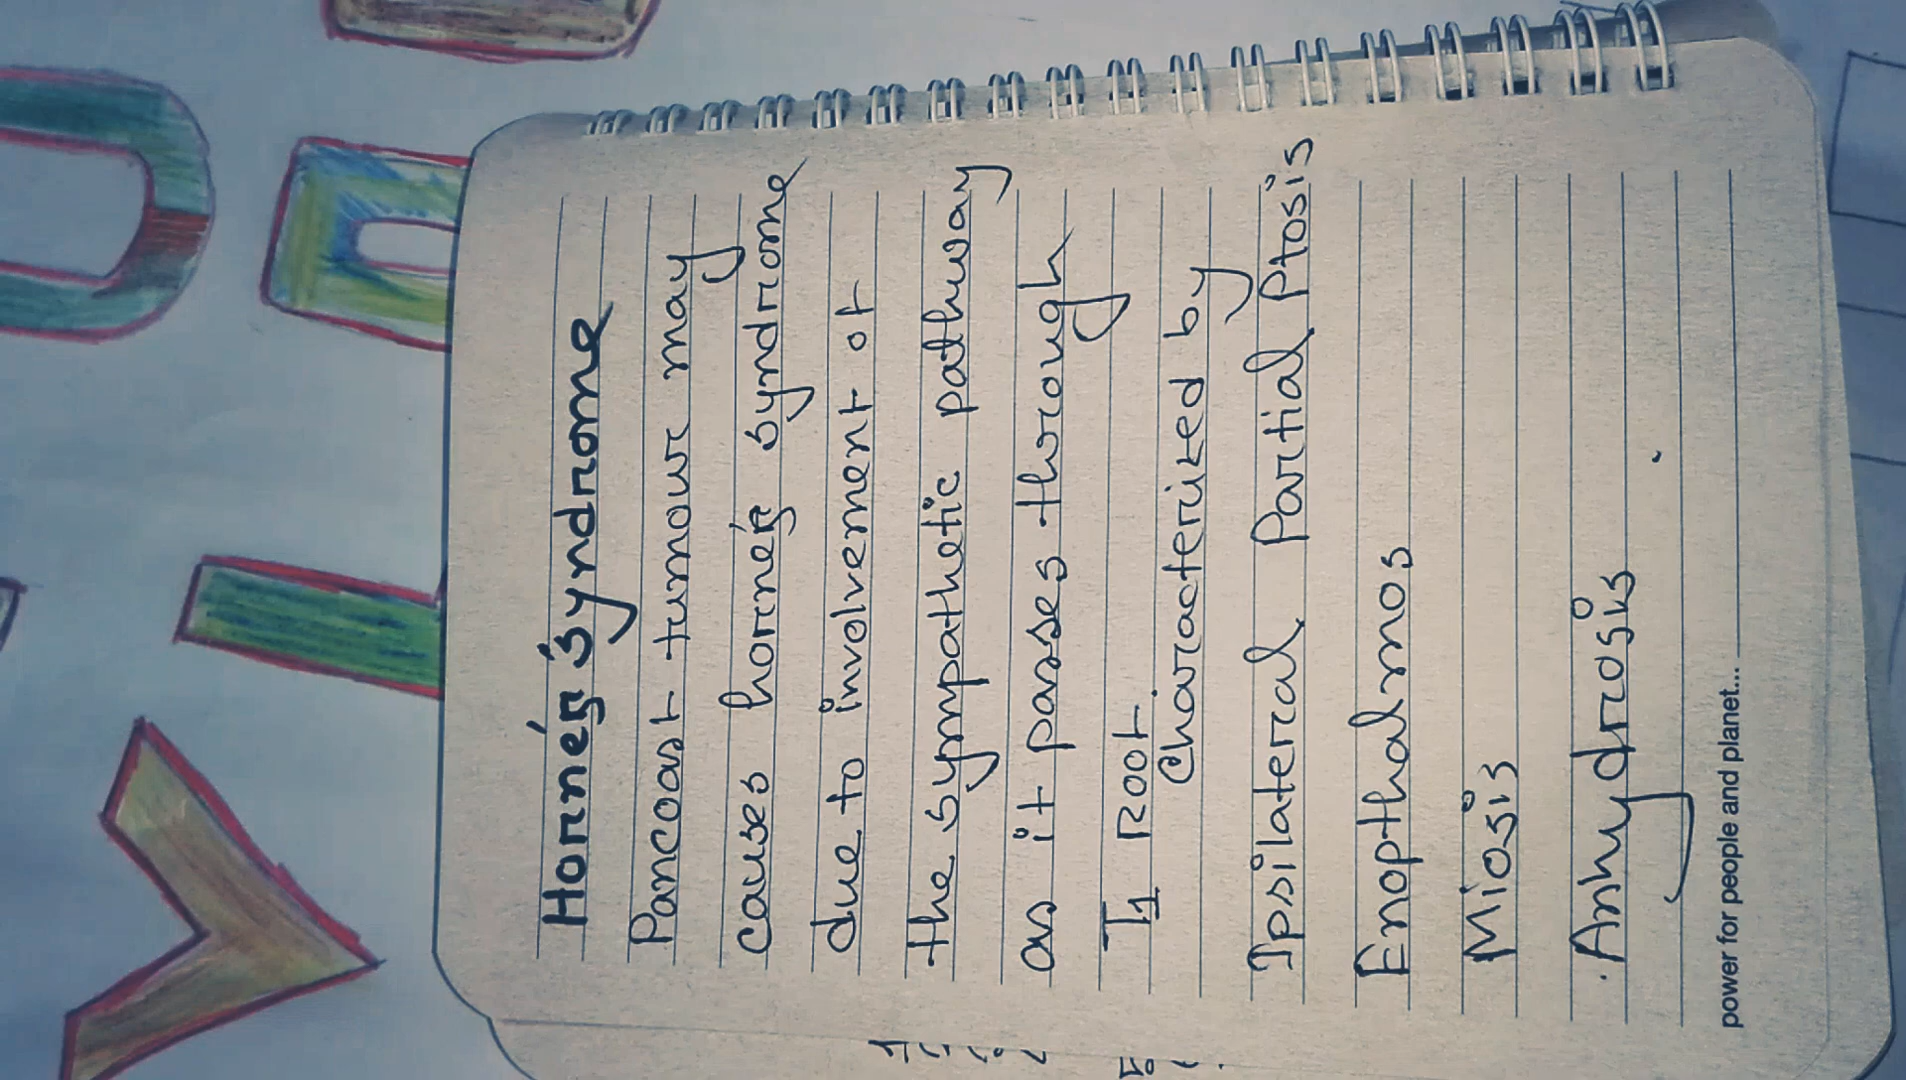 Horner's syndrome
Pancoast tumour may
causes horner's syndrome
due to involvement of
the sympathetic pathway
as it passes through
T1 Root.
Characterized by
Ipsilateral Partial Ptosis
Enopthalmos
Miosis
Anhydrosis
power for people and planet...